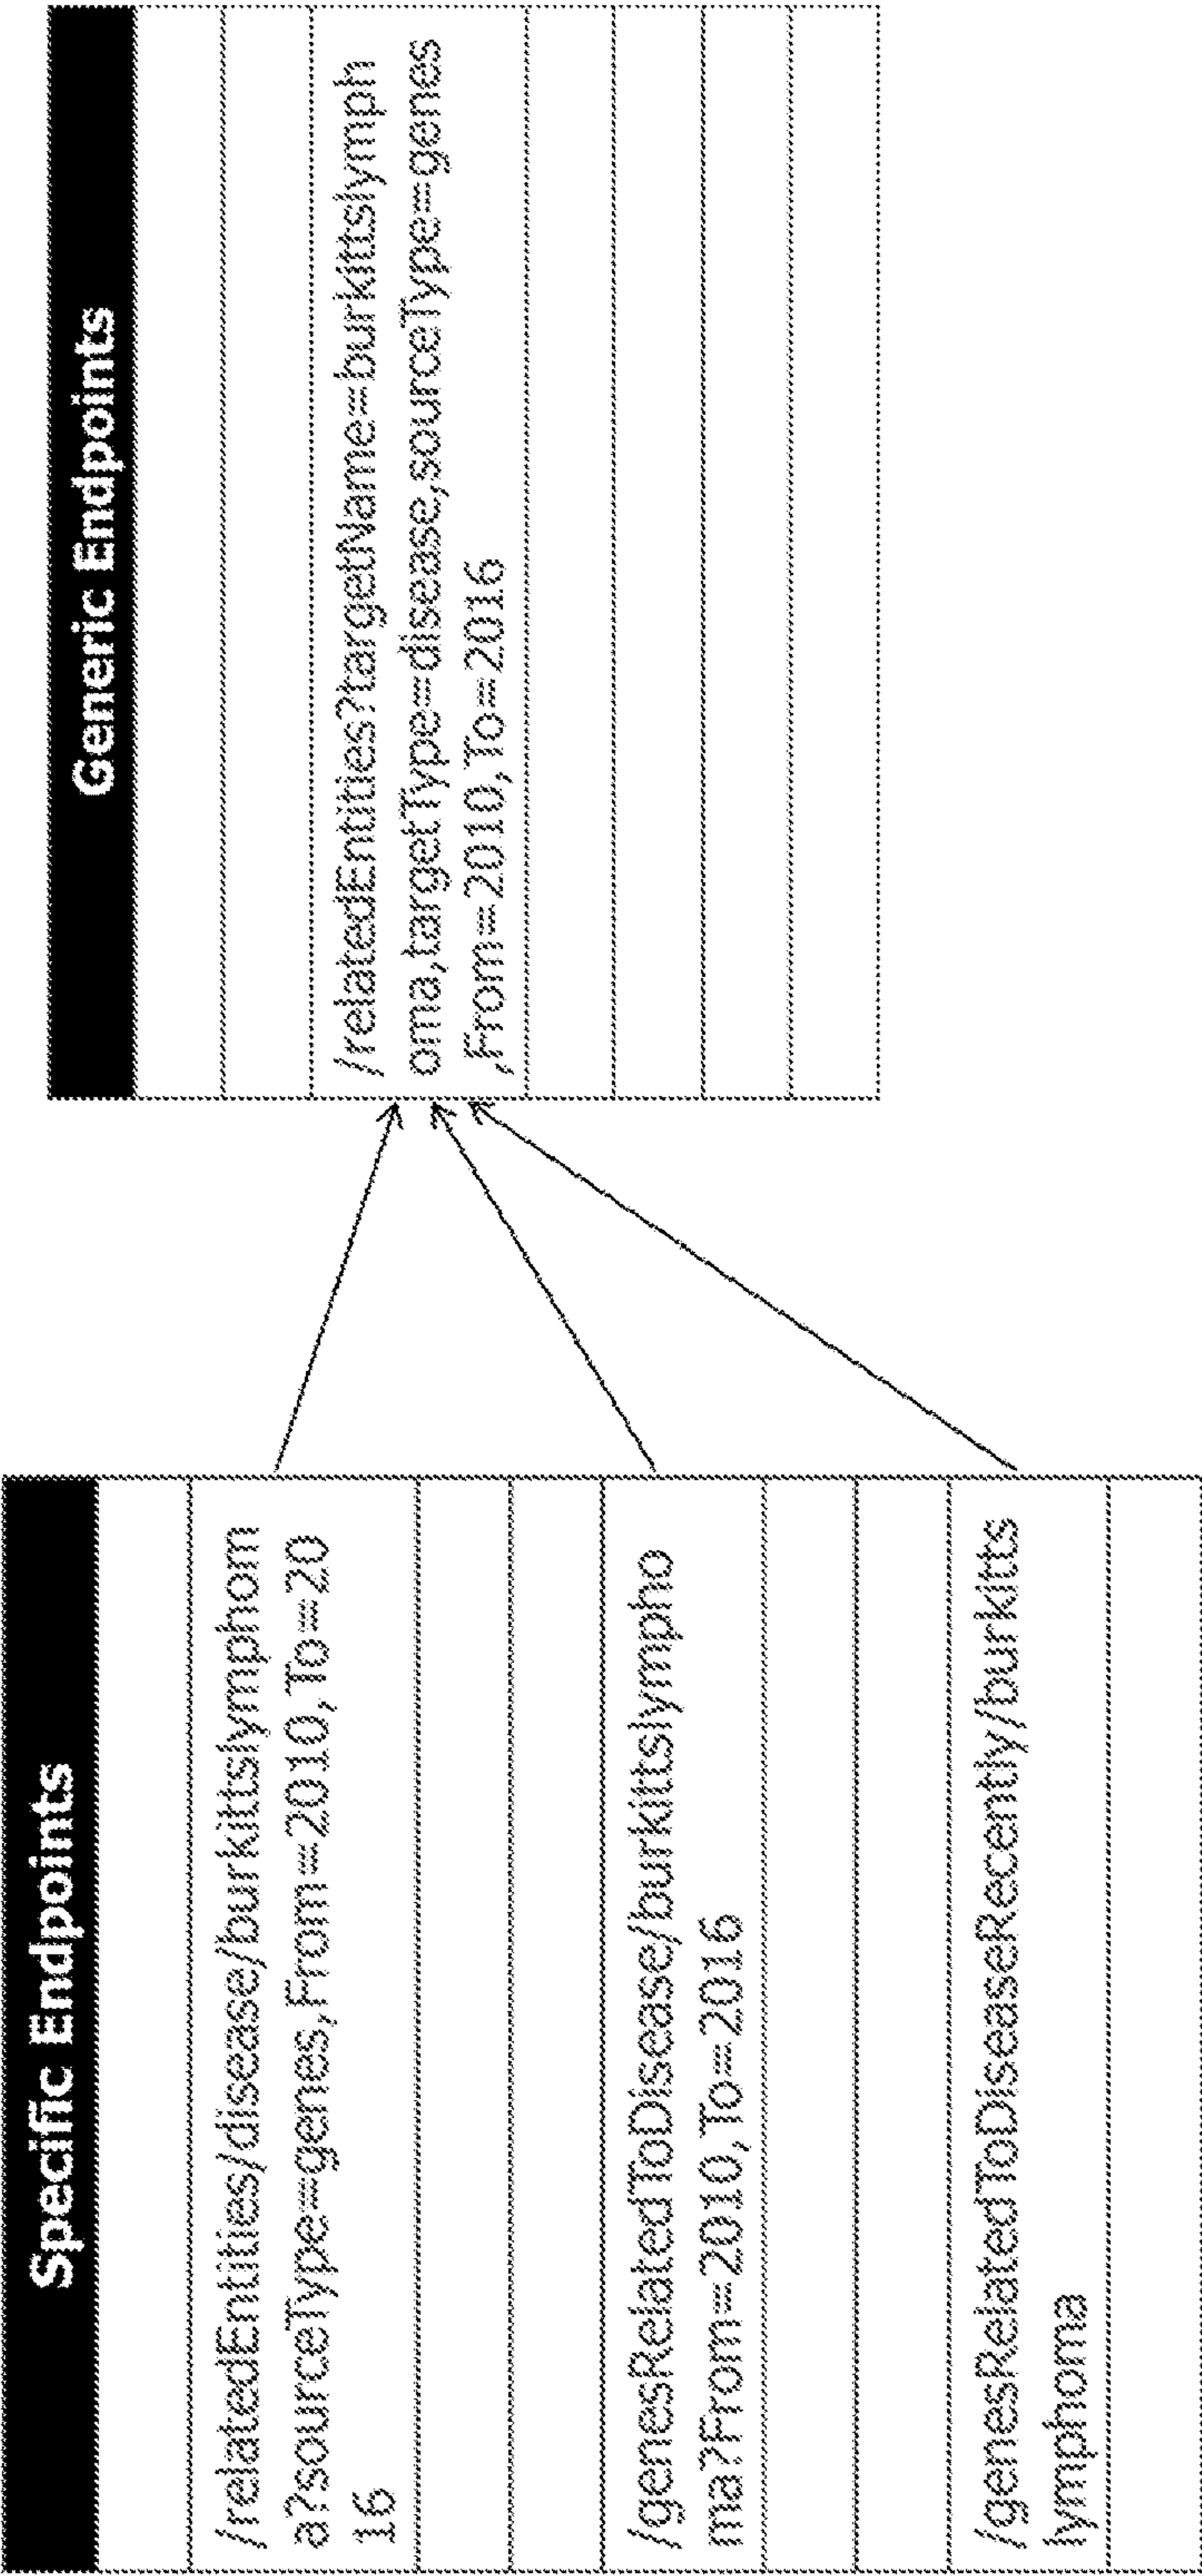 Specific Endpoints
/relatedEntities/disease/burkittslymphom
a?sourceType=genes,From=2010,To=20
16
/genesRelatedToDisease/burkittslympho
ma?From=2010,To=2016
/genesRelatedToDiseaseRecently/burkitts
lymphoma
Generic Endpoints
/relatedEntities?targetName=burkittslymph
oma,targetType=disease,sourceType=genes
,From=2010,To=2016